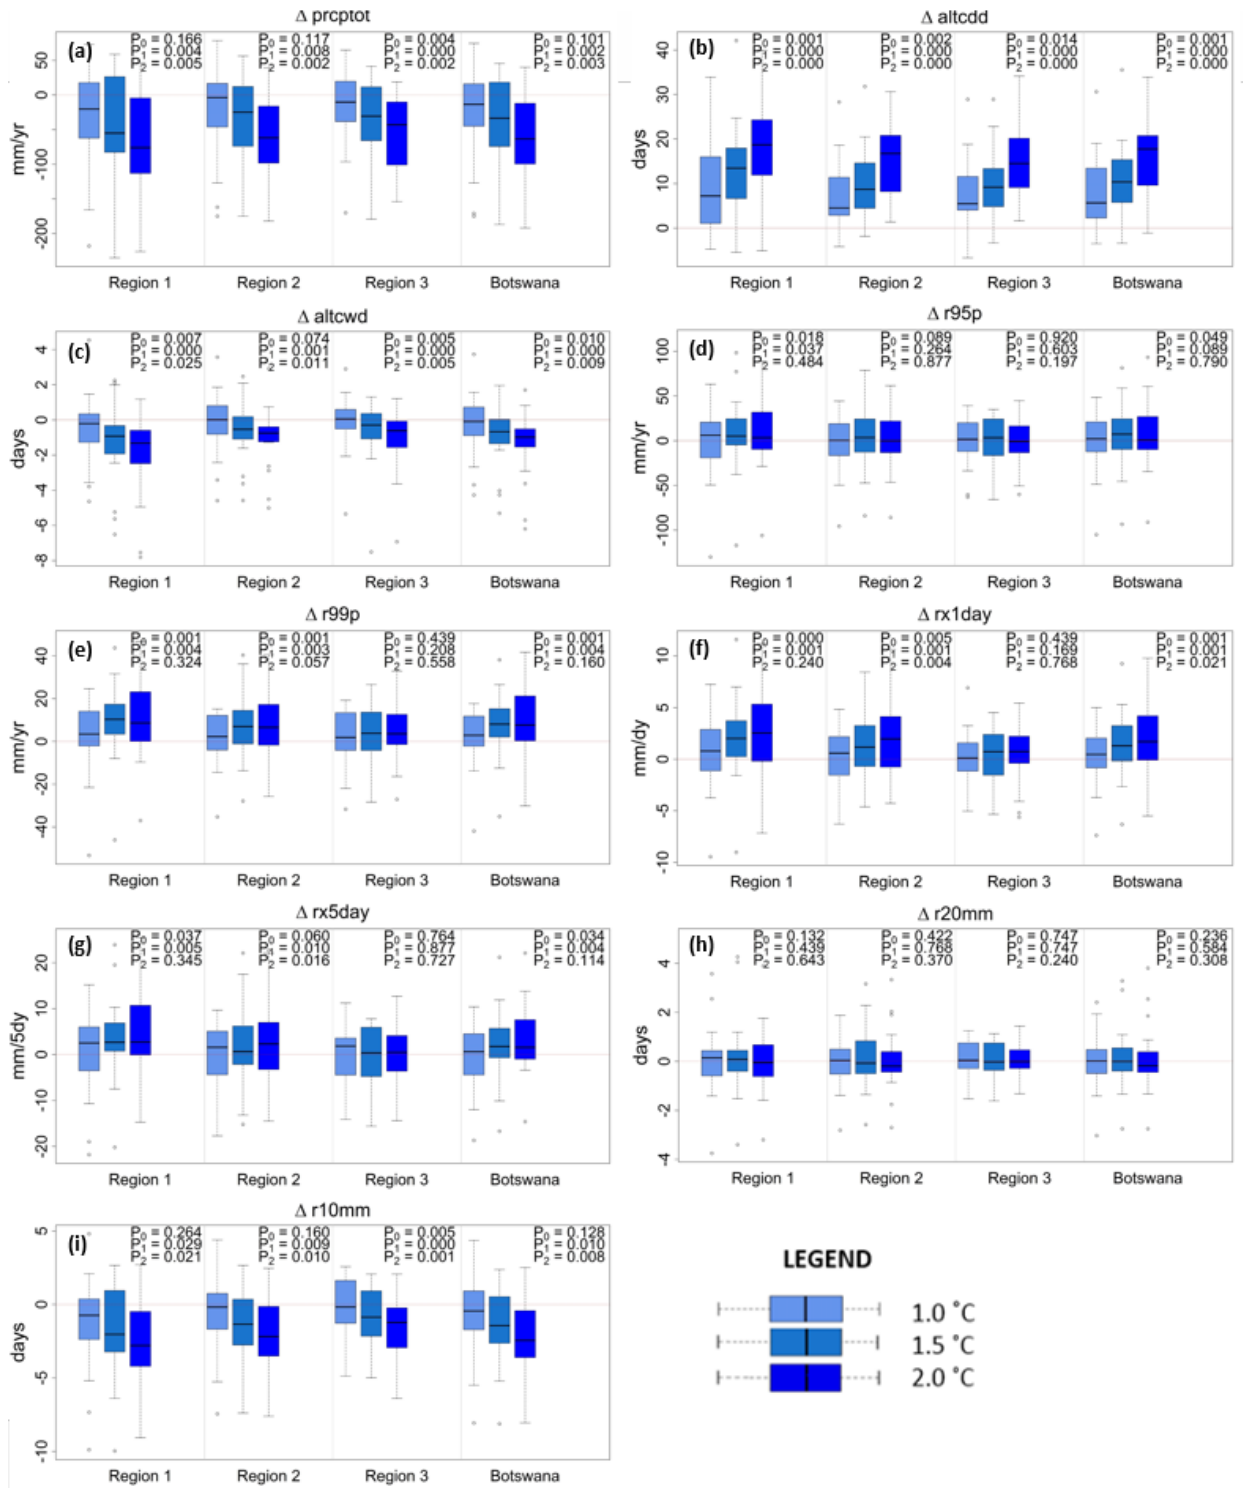 Δ prcptot
(a)
P0 = 0.166
P1 = 0.004
P2 = 0.005
P0 = 0.117
P1 = 0.008
P2 = 0.002
P0 = 0.004
P1 = 0.000
P2 = 0.002
P0 = 0.101
P1 = 0.002
P2 = 0.003
mm/yr
50
0
-100
-200
Region 1 Region 2 Region 3 Botswana
Δ altcdd
(b)
P0 = 0.001
P1 = 0.000
P2 = 0.000
P0 = 0.002
P1 = 0.000
P2 = 0.000
P0 = 0.014
P1 = 0.000
P2 = 0.000
P0 = 0.001
P1 = 0.000
P2 = 0.000
days
40
30
20
10
0
Region 1 Region 2 Region 3 Botswana
Δ altcwd
(c)
P0 = 0.007
P1 = 0.000
P2 = 0.025
P0 = 0.074
P1 = 0.001
P2 = 0.011
P0 = 0.005
P1 = 0.000
P2 = 0.005
P0 = 0.010
P1 = 0.000
P2 = 0.009
days
4
2
0
-2
-4
-6
-8
Region 1 Region 2 Region 3 Botswana
Δ r95p
(d)
P0 = 0.018
P1 = 0.037
P2 = 0.484
P0 = 0.089
P1 = 0.264
P2 = 0.877
P0 = 0.920
P1 = 0.603
P2 = 0.197
P0 = 0.049
P1 = 0.089
P2 = 0.790
mm/yr
100
50
0
-50
-100
Region 1 Region 2 Region 3 Botswana
Δ r99p
(e)
P0 = 0.001
P1 = 0.004
P2 = 0.324
P0 = 0.001
P1 = 0.003
P2 = 0.057
P0 = 0.439
P1 = 0.208
P2 = 0.558
P0 = 0.001
P1 = 0.004
P2 = 0.160
mm/yr
40
20
0
-20
-40
Region 1 Region 2 Region 3 Botswana
Δ rx1day
(f)
P0 = 0.000
P1 = 0.001
P2 = 0.240
P0 = 0.005
P1 = 0.001
P2 = 0.004
P0 = 0.439
P1 = 0.169
P2 = 0.768
P0 = 0.001
P1 = 0.001
P2 = 0.021
mm/dy
10
5
0
-5
-10
Region 1 Region 2 Region 3 Botswana
Δ rx5day
(g)
P0 = 0.037
P1 = 0.005
P2 = 0.345
P0 = 0.060
P1 = 0.010
P2 = 0.016
P0 = 0.764
P1 = 0.877
P2 = 0.727
P0 = 0.034
P1 = 0.004
P2 = 0.114
mm/5dy
20
10
0
-10
-20
Region 1 Region 2 Region 3 Botswana
Δ r20mm
(h)
P0 = 0.132
P1 = 0.439
P2 = 0.643
P0 = 0.422
P1 = 0.768
P2 = 0.370
P0 = 0.747
P1 = 0.747
P2 = 0.240
P0 = 0.236
P1 = 0.584
P2 = 0.308
days
4
2
0
-2
-4
Region 1 Region 2 Region 3 Botswana
Δ r10mm
(i)
P0 = 0.264
P1 = 0.029
P2 = 0.021
P0 = 0.160
P1 = 0.009
P2 = 0.010
P0 = 0.005
P1 = 0.000
P2 = 0.001
P0 = 0.128
P1 = 0.010
P2 = 0.008
days
5
0
-5
-10
Region 1 Region 2 Region 3 Botswana
LEGEND
1.0 °C
1.5 °C
2.0 °C